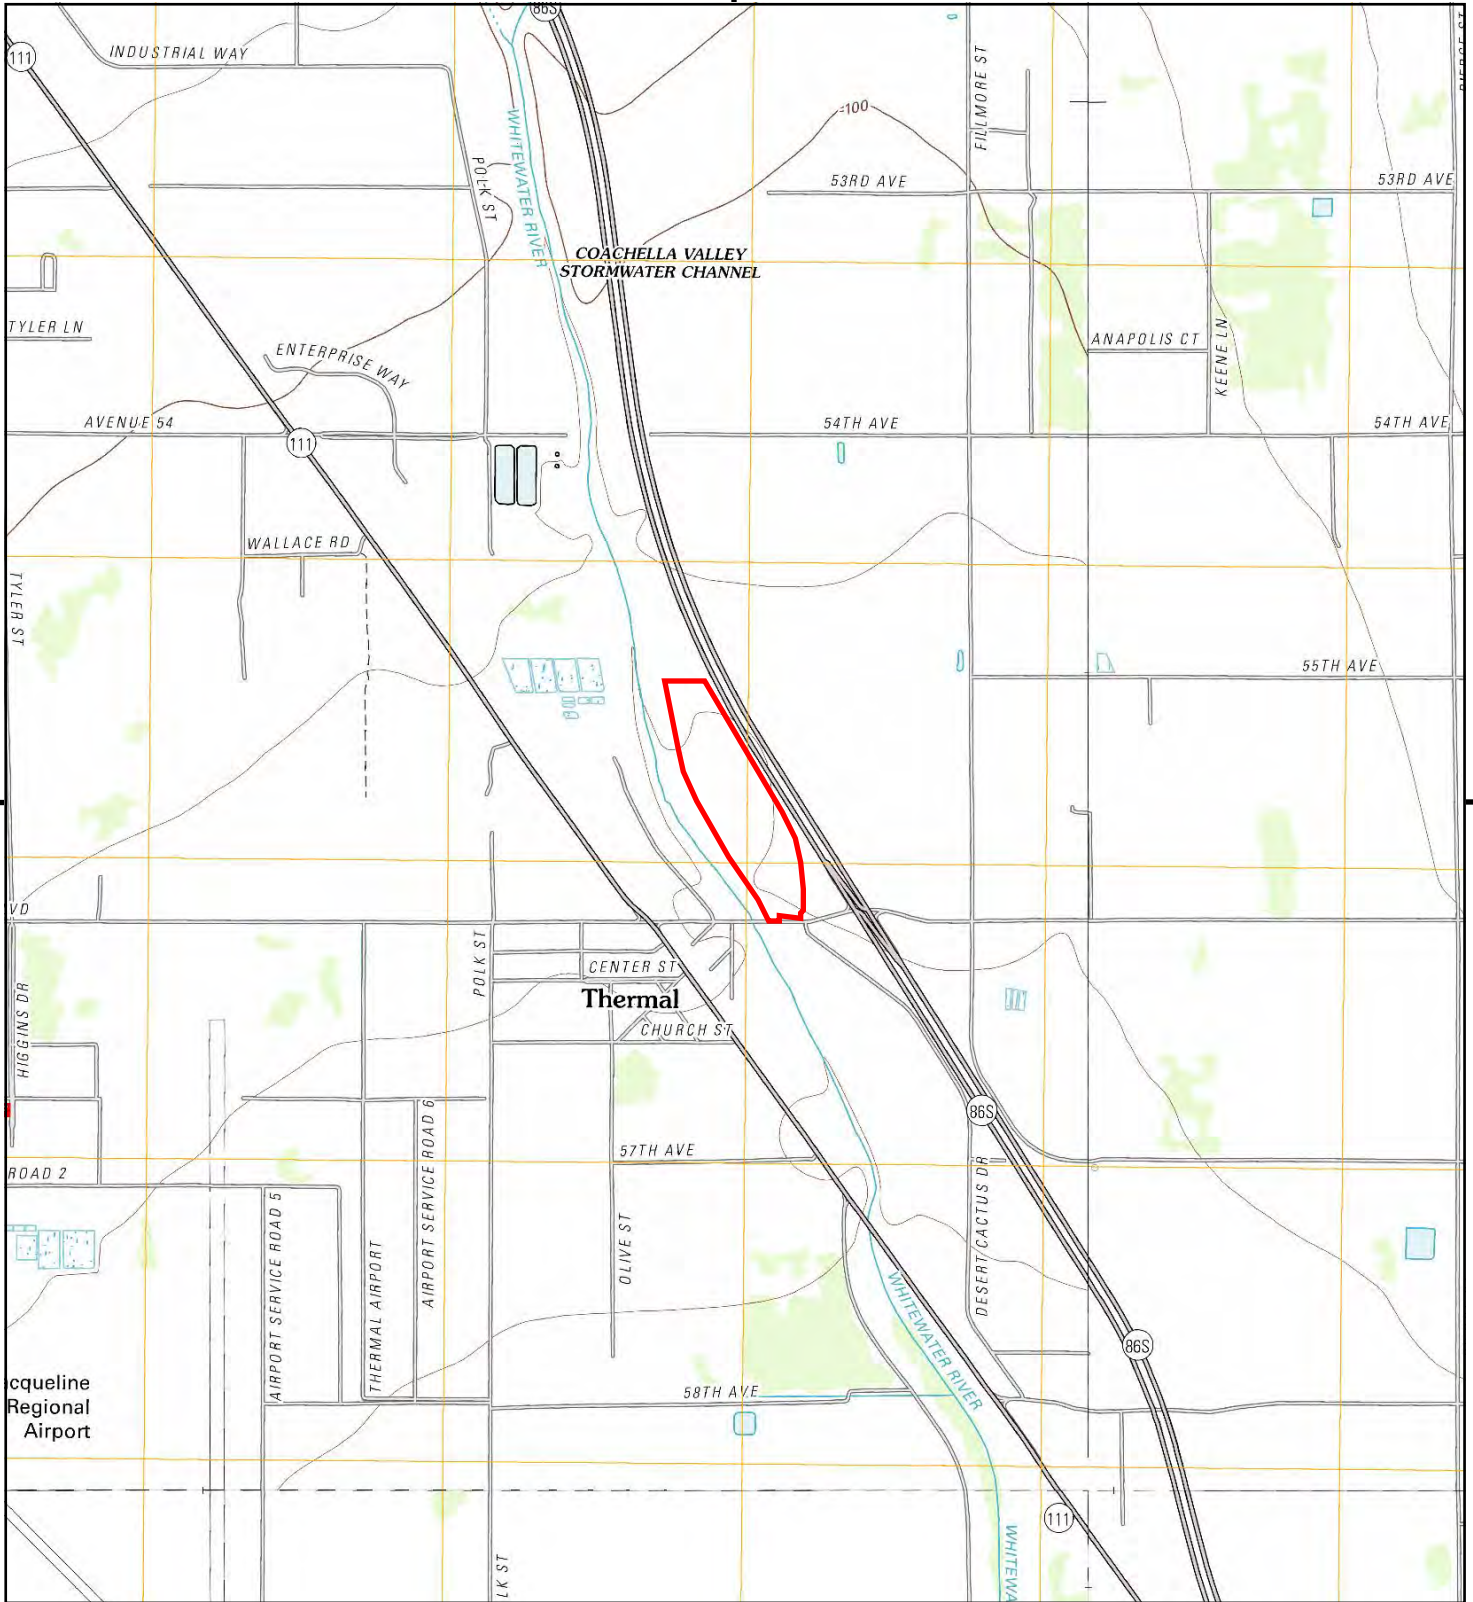 86S
111
INDUSTRIAL WAY
FILLMORE ST
PIERCE ST
-100
WHITEWATER RIVER
POLK ST
53RD AVE
53RD AVE
COACHELLA VALLEY
STORMWATER CHANNEL
TYLER LN
ENTERPRISE WAY
ANAPOLIS CT
KEENE LN
AVENUE 54
54TH AVE
54TH AVE
111
WALLACE RD
TYLER ST
55TH AVE
VD
POLK ST
CENTER ST
Thermal
CHURCH ST
HIGGINS DR
86S
57TH AVE
ROAD 2
AIRPORT SERVICE ROAD 6
AIRPORT SERVICE ROAD 5
THERMAL AIRPORT
OLIVE ST
DESERT CACTUS DR
WHITEWATER RIVER
86S
cqueline
Regional
Airport
58TH AVE
111
LK ST
WHITEWA